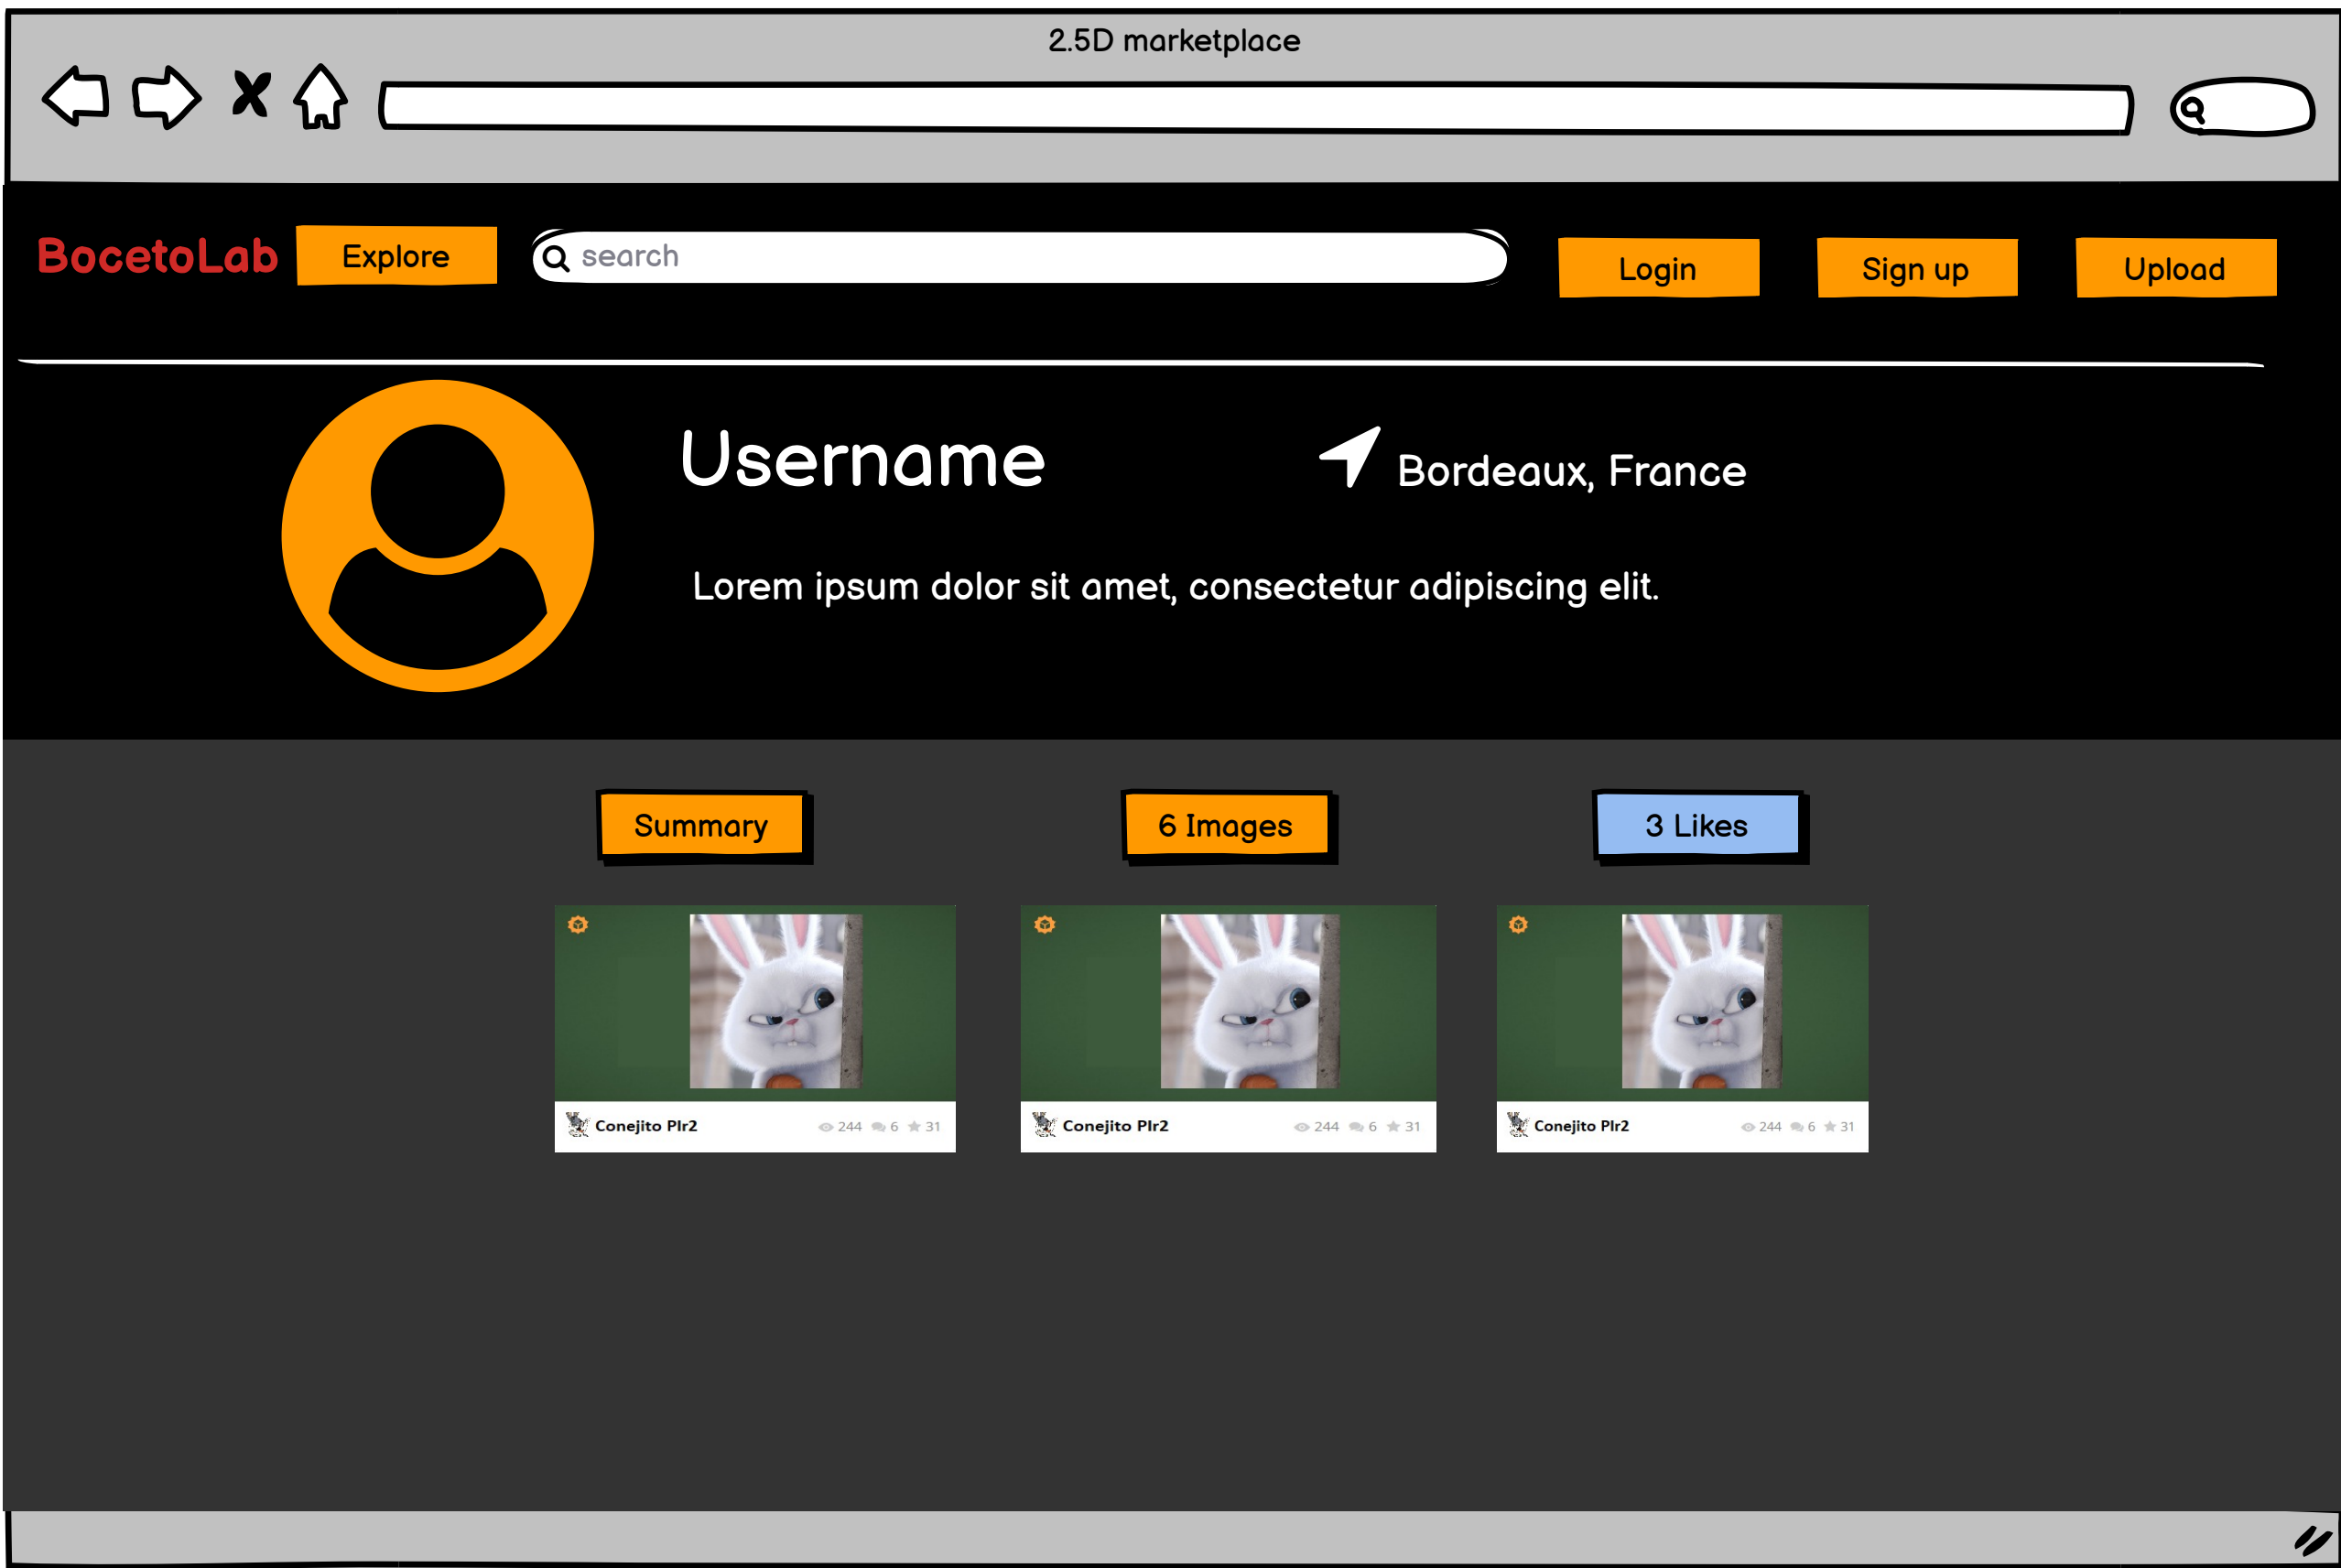 2.5D marketplace
BocetoLab Explore search Login Sign up Upload
Username Bordeaux, France
Lorem ipsum dolor sit amet, consectetur adipiscing elit.
Summary 6 Images 3 Likes
Conejito Plr2 244 6 31 Conejito Plr2 244 6 31 Conejito Plr2 244 6 31